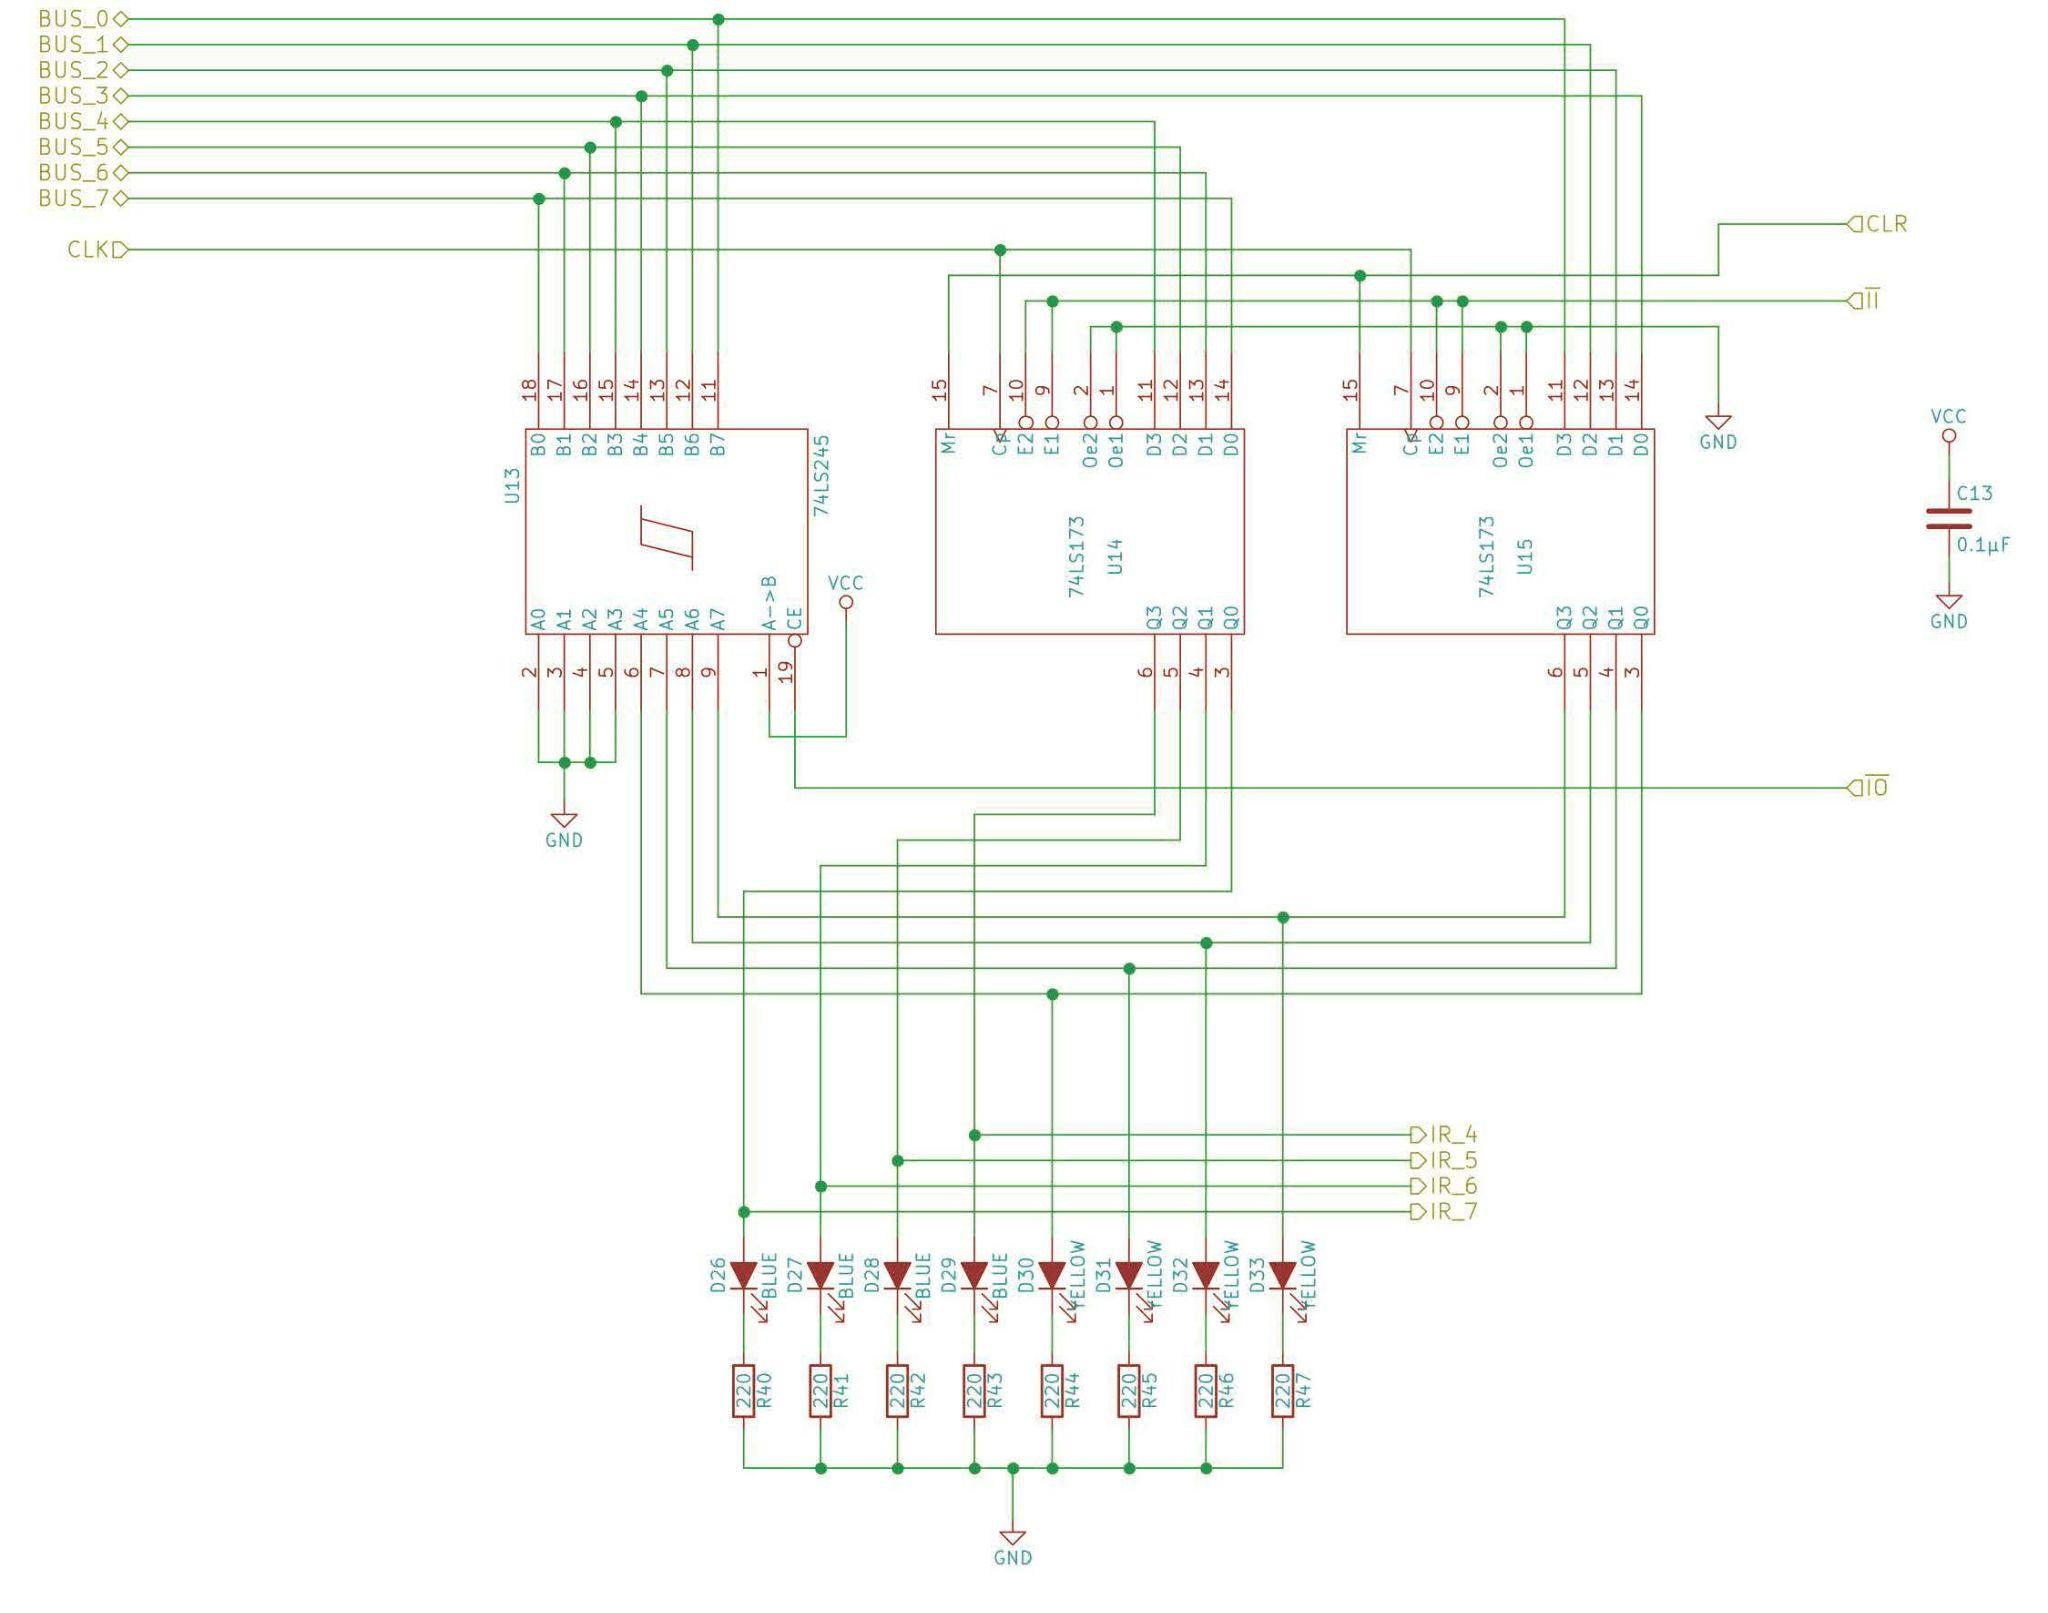 BUS_0
BUS_1
BUS_2
BUS_3
BUS_4
BUS_5
BUS_6
BUS_7
CLK
CLR
II
18 17 16 15 14 13 12 11
15 7 10 9 2 1 11 12 13 14
15 7 10 9 2 1 11 12 13 14
GND
B0 B1 B2 B3 B4 B5 B6 B7
U13
74LS245
A0 A1 A2 A3 A4 A5 A6 A7 A->B CE
Mr Cp E2 E1 Oe2 Oe1 D3 D2 D1 D0
74LS173
U14
Q3 Q2 Q1 Q0
Mr Cp E2 E1 Oe2 Oe1 D3 D2 D1 D0
74LS173
U15
Q3 Q2 Q1 Q0
VCC
C13
0.1µF
GND
VCC
2 3 4 5 6 7 8 9 1 19
6 5 4 3
6 5 4 3
IO
GND
IR_4
IR_5
IR_6
IR_7
D26 BLUE
D27 BLUE
D28 BLUE
D29 BLUE
D30 YELLOW
D31 YELLOW
D32 YELLOW
D33 YELLOW
220 R40
220 R41
220 R42
220 R43
220 R44
220 R45
220 R46
220 R47
GND